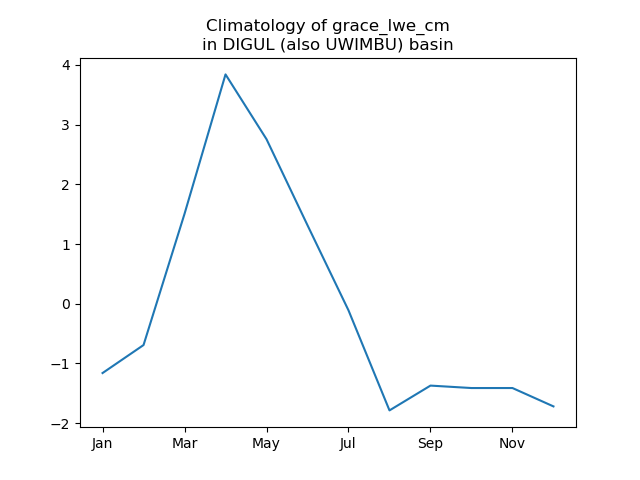 Climatology of grace_lwe_cm
in DIGUL (also UWIMBU) basin
4
3
2
1
0
−1
−2
Jan Mar May Jul Sep Nov